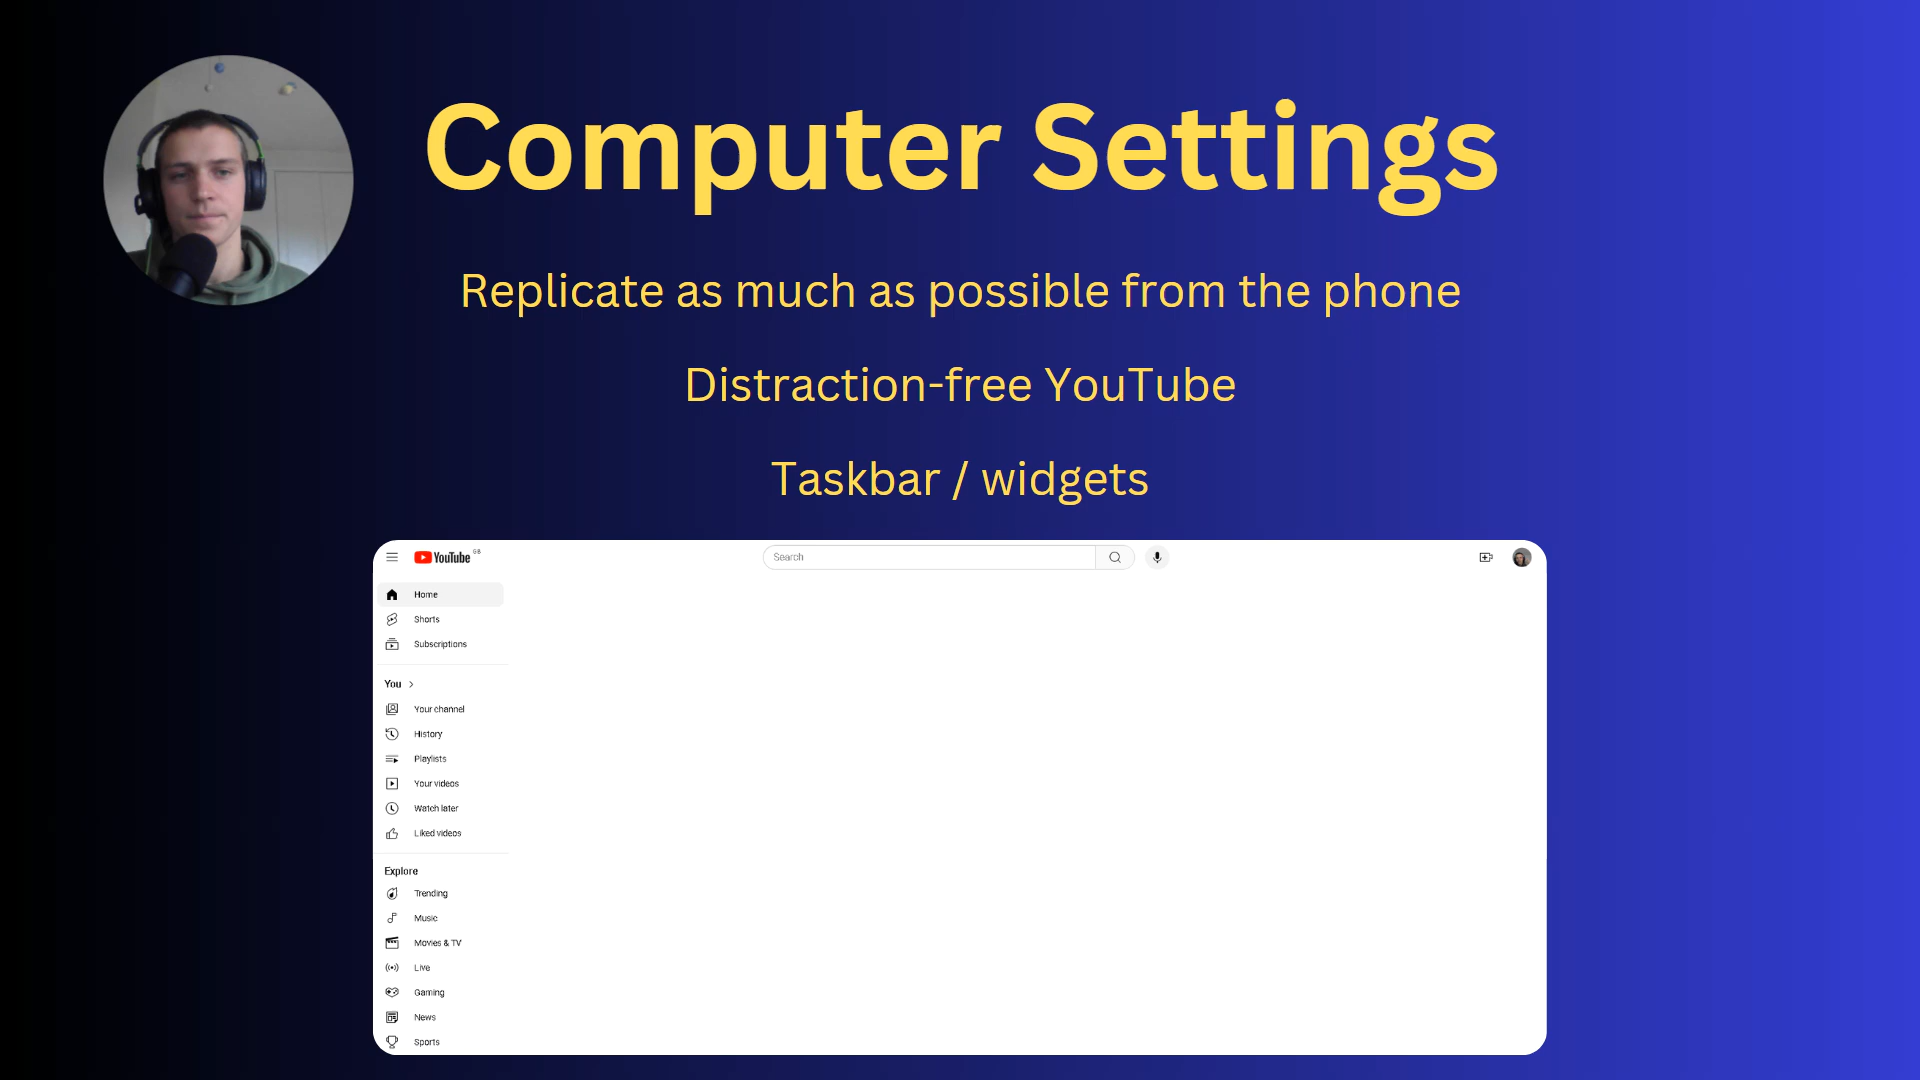 Computer Settings
Replicate as much as possible from the phone
Distraction-free YouTube
Taskbar / widgets
YouTube GB
Search
Home
Shorts
Subscriptions
You
Your channel
History
Playlists
Your videos
Watch later
Liked videos
Explore
Trending
Music
Movies & TV
Live
Gaming
News
Sports